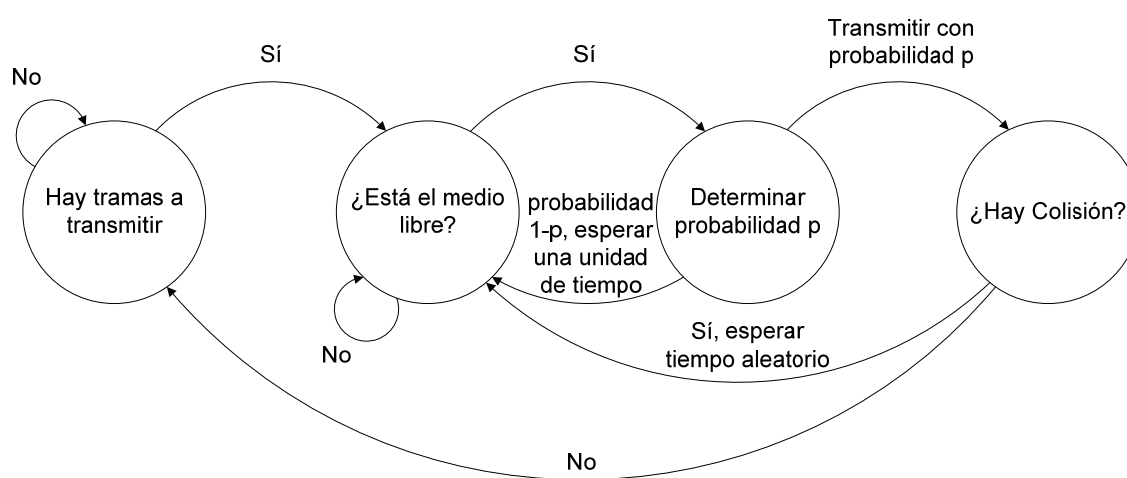 Transmitir con
probabilidad p
Sí
Sí
No
Hay tramas a
transmitir
¿Está el medio
libre?
probabilidad
1-p, esperar
una unidad
de tiempo
Determinar
probabilidad p
¿Hay Colisión?
No
Sí, esperar
tiempo aleatorio
No